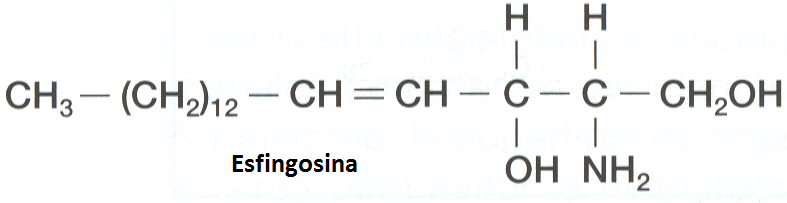 H H
CH₃ — (CH₂)₁₂ — CH = CH — C — C — CH₂OH
OH NH₂
Esfingosina